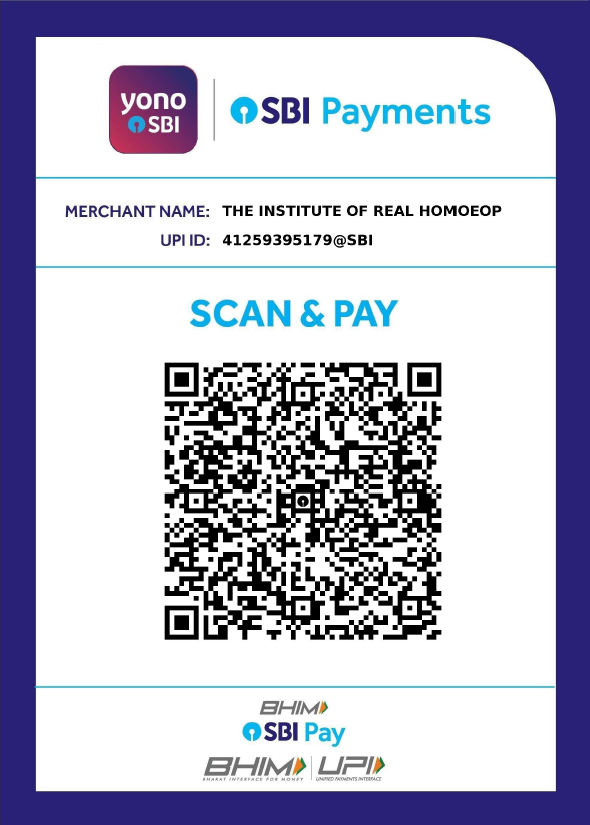 yono
SBI
SBI Payments
MERCHANT NAME: THE INSTITUTE OF REAL HOMOEOP
UPI ID: 41259395179@SBI
SCAN & PAY
BHIM
SBI Pay
BHIM UPI
BHARAT INTERFACE FOR MONEY UNIFIED PAYMENTS INTERFACE